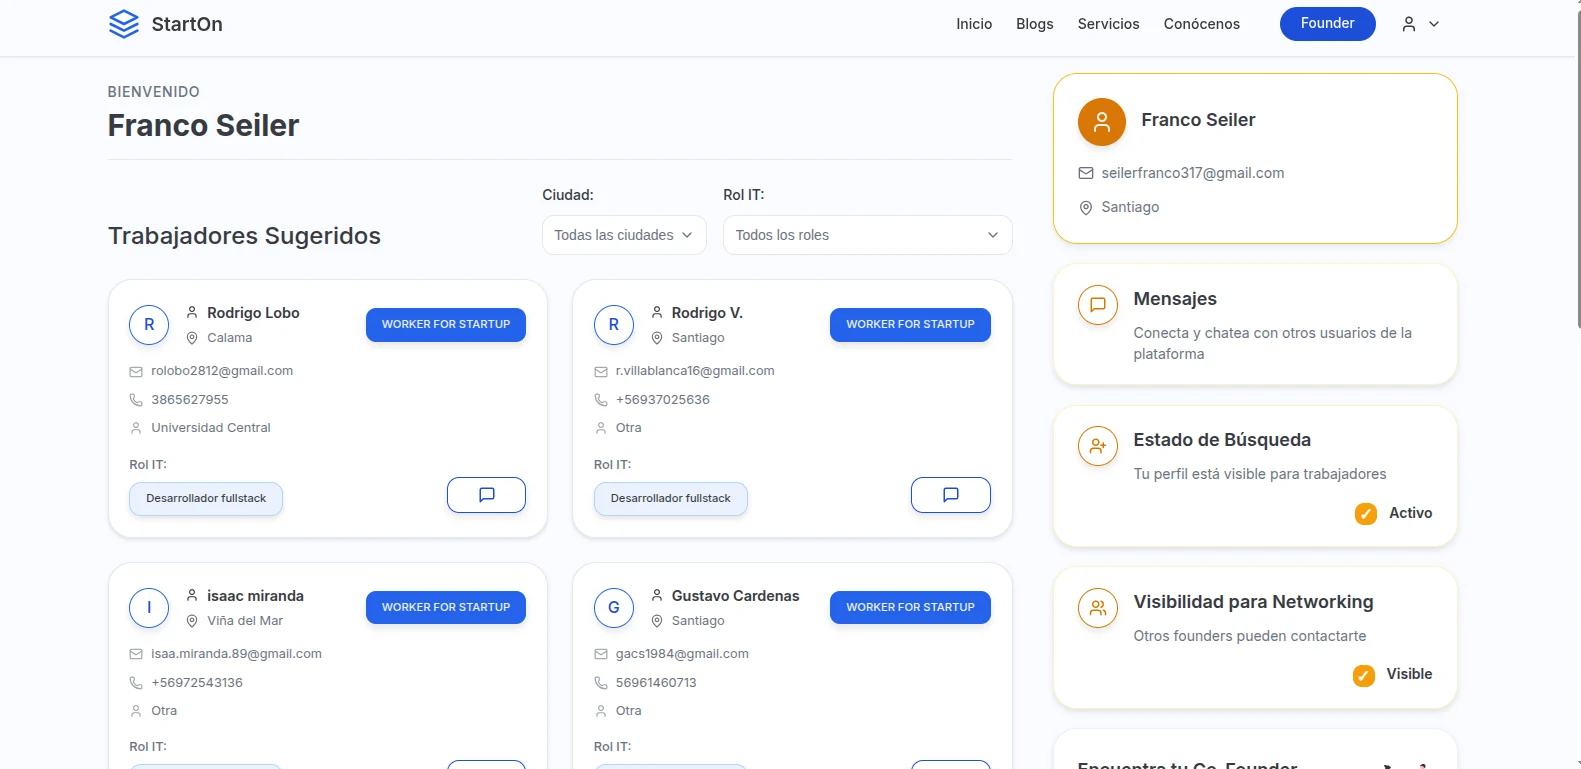 StartOn
Inicio
Blogs
Servicios
Conócenos
Founder
BIENVENIDO
Franco Seiler
Trabajadores Sugeridos
Ciudad:
Todas las ciudades
Rol IT:
Todos los roles
R
Rodrigo Lobo
Calama
WORKER FOR STARTUP
rolobo2812@gmail.com
3865627955
Universidad Central
Rol IT:
Desarrollador fullstack
R
Rodrigo V.
Santiago
WORKER FOR STARTUP
r.villablanca16@gmail.com
+56937025636
Otra
Rol IT:
Desarrollador fullstack
I
isaac miranda
Viña del Mar
WORKER FOR STARTUP
isaa.miranda.89@gmail.com
+56972543136
Otra
Rol IT:
G
Gustavo Cardenas
Santiago
WORKER FOR STARTUP
gacs1984@gmail.com
56961460713
Otra
Rol IT:
Franco Seiler
seilerfranco317@gmail.com
Santiago
Mensajes
Conecta y chatea con otros usuarios de la
plataforma
Estado de Búsqueda
Tu perfil está visible para trabajadores
Activo
Visibilidad para Networking
Otros founders pueden contactarte
Visible
Encuentra tu Co-Founder